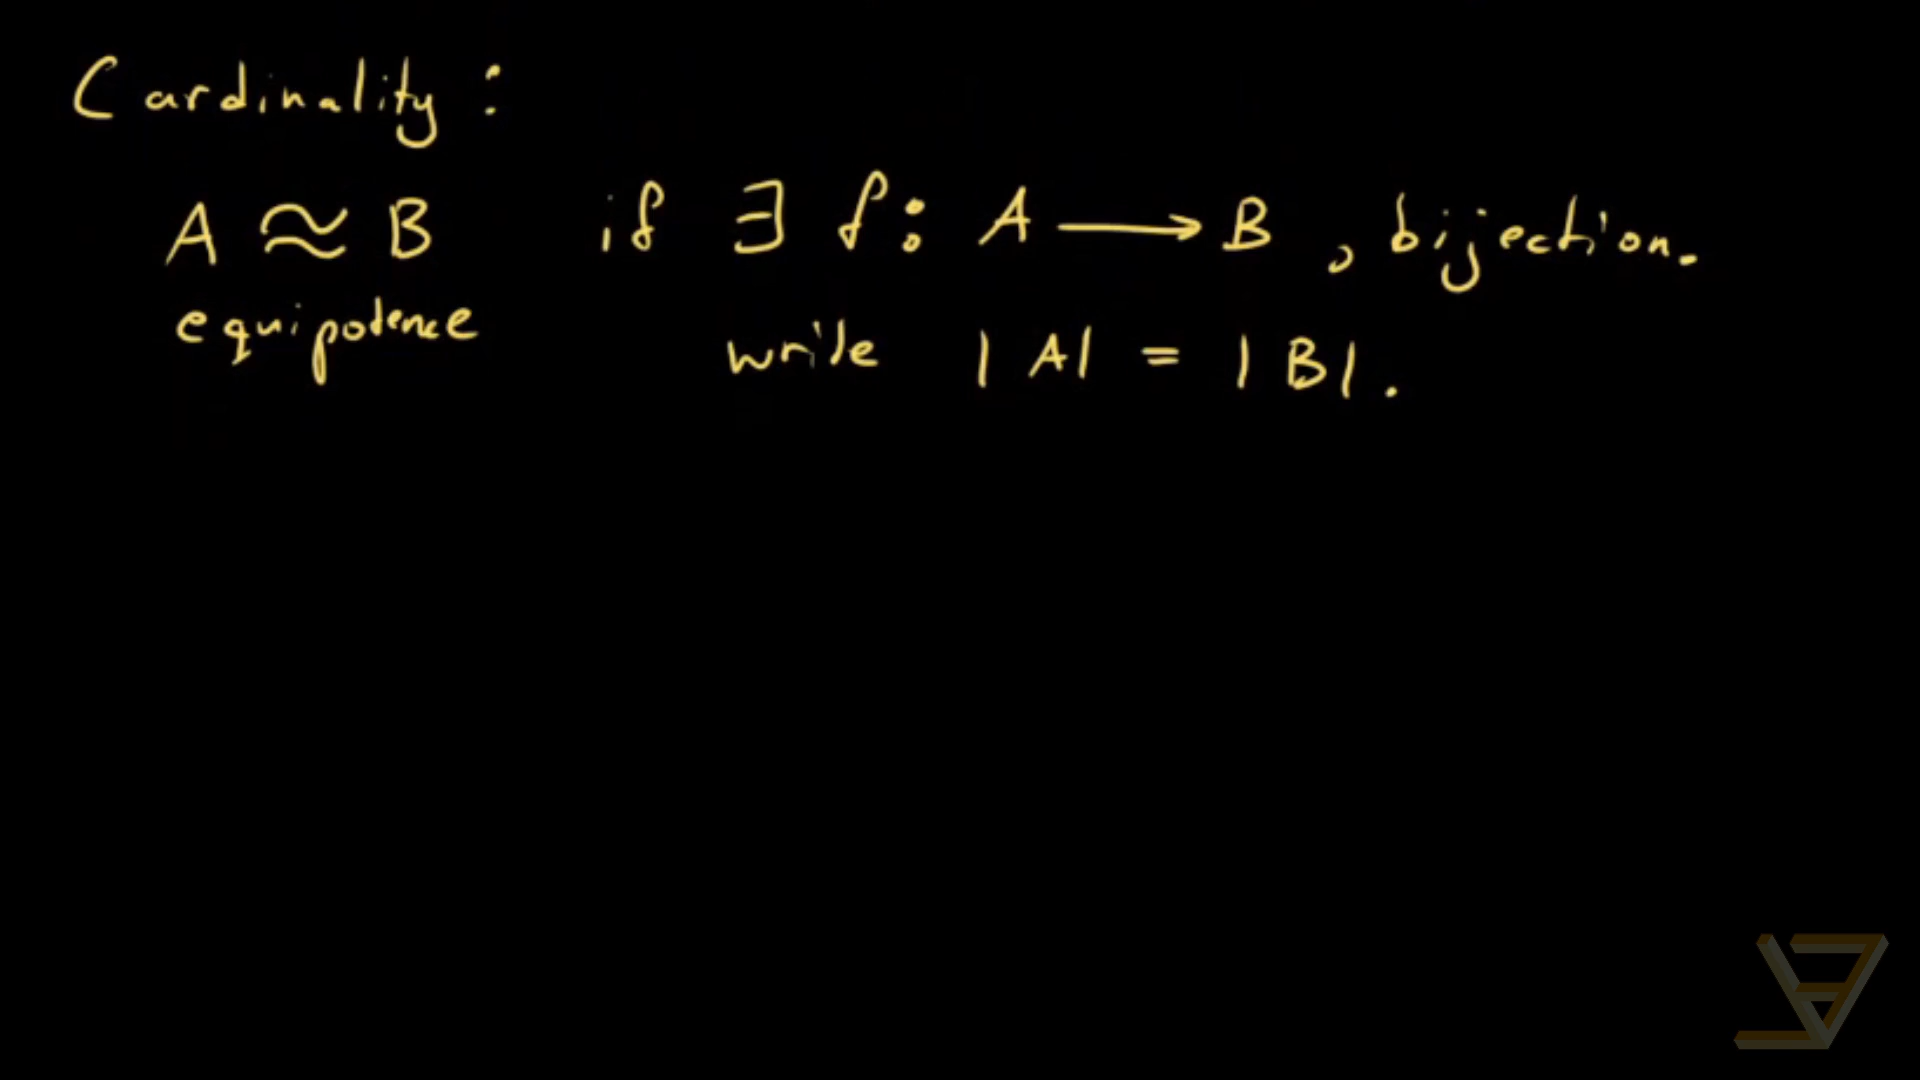 Cardinality:
A ≈ B if ∃ f: A ⟶ B, bijection.
equipotence
write |A| = |B|.